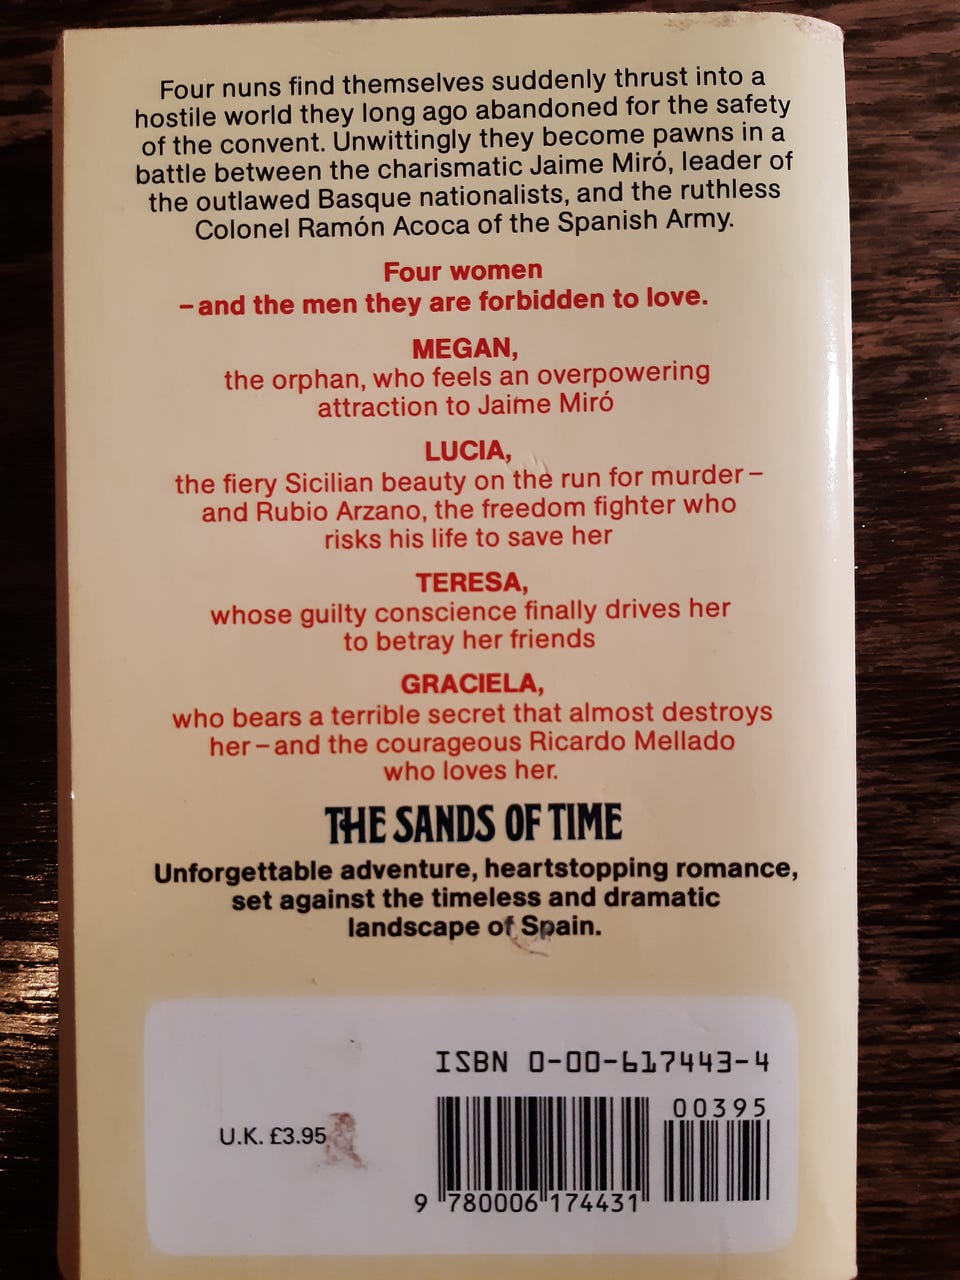 Four nuns find themselves suddenly thrust into a
hostile world they long ago abandoned for the safety
of the convent. Unwittingly they become pawns in a
battle between the charismatic Jaime Miró, leader of
the outlawed Basque nationalists, and the ruthless
Colonel Ramón Acoca of the Spanish Army.
Four women
–and the men they are forbidden to love.
MEGAN,
the orphan, who feels an overpowering
attraction to Jaime Miró
LUCIA,
the fiery Sicilian beauty on the run for murder–
and Rubio Arzano, the freedom fighter who
risks his life to save her
TERESA,
whose guilty conscience finally drives her
to betray her friends
GRACIELA,
who bears a terrible secret that almost destroys
her–and the courageous Ricardo Mellado
who loves her.
THE SANDS OF TIME
Unforgettable adventure, heartstopping romance,
set against the timeless and dramatic
landscape of Spain.
ISBN 0-00-617443-4
00395
U.K. £3.95
9 780006 174431